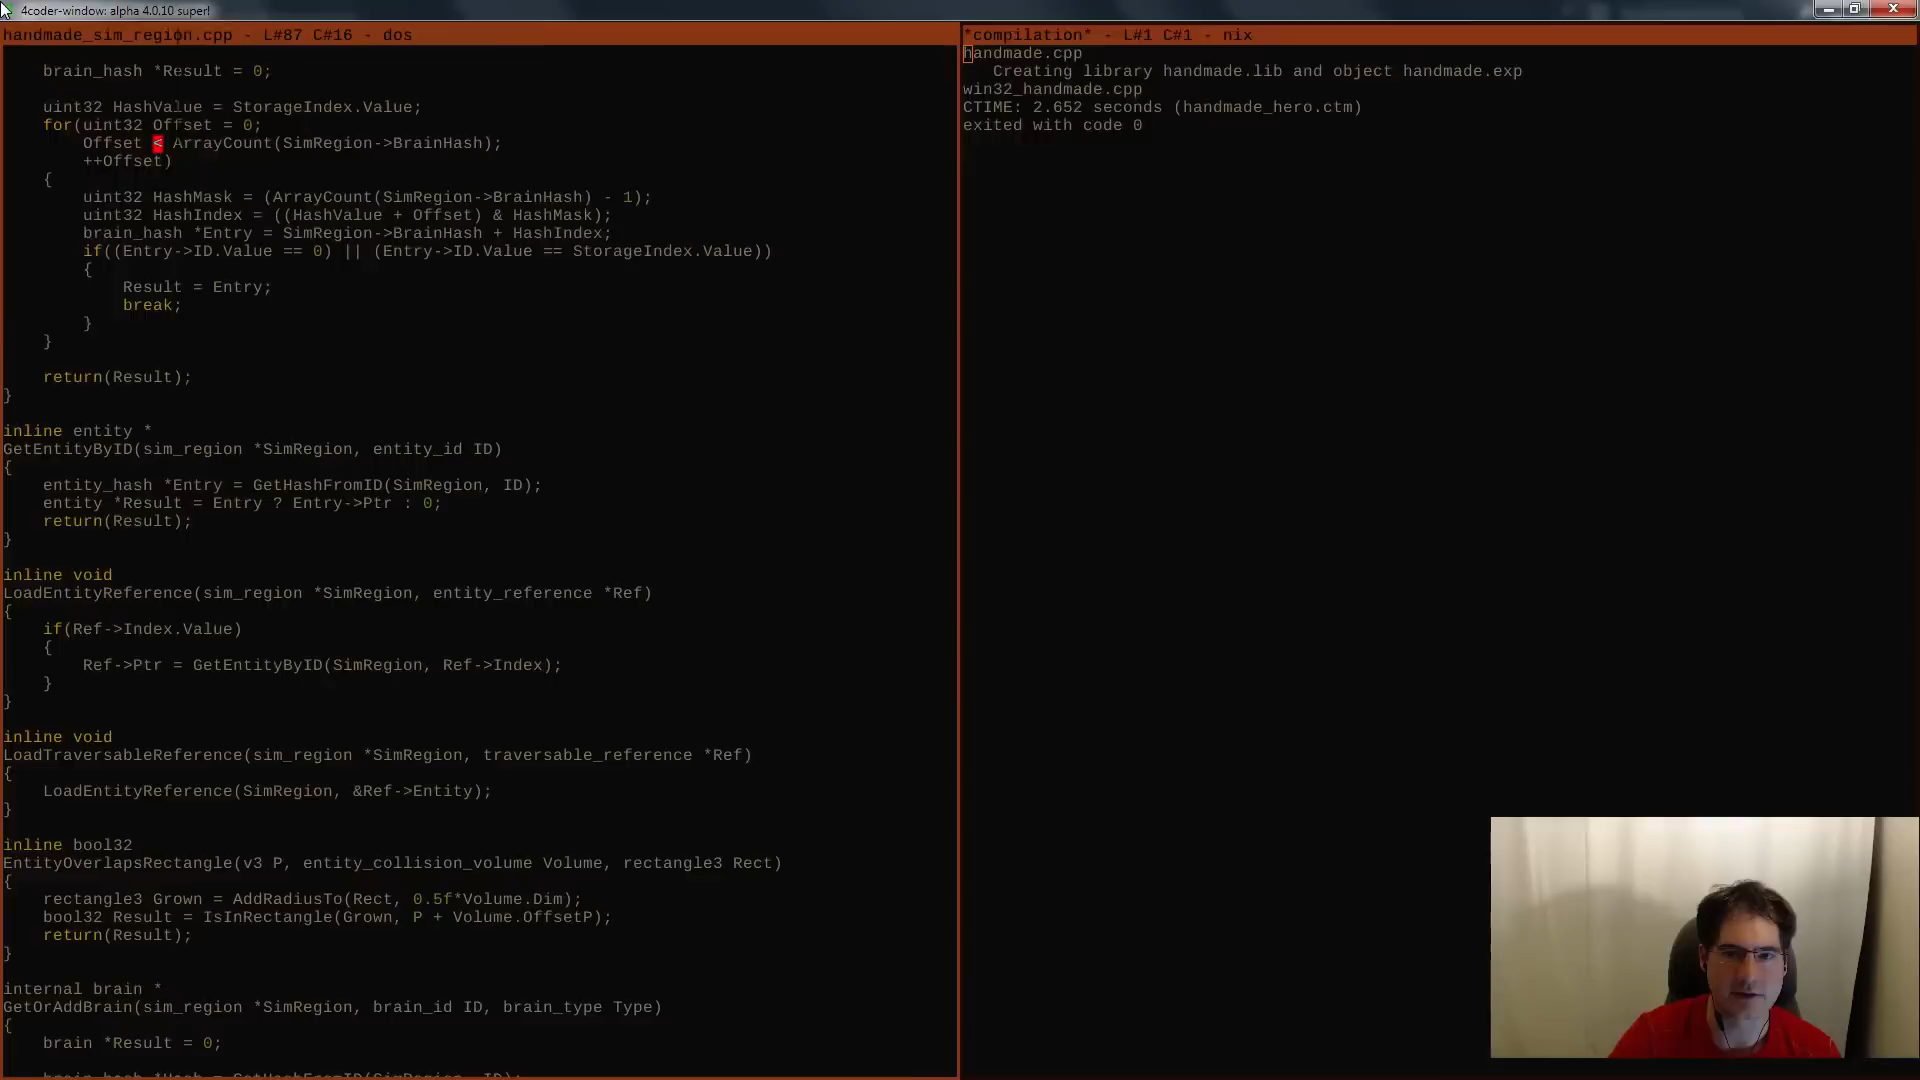 4coder-window: alpha 4.0.10 super!
handmade_sim_region.cpp - L#87 C#16 - dos
brain_hash *Result = 0;
uint32 HashValue = StorageIndex.Value;
for(uint32 Offset = 0;
Offset < ArrayCount(SimRegion->BrainHash);
++Offset)
{
uint32 HashMask = (ArrayCount(SimRegion->BrainHash) - 1);
uint32 HashIndex = ((HashValue + Offset) & HashMask);
brain_hash *Entry = SimRegion->BrainHash + HashIndex;
if((Entry->ID.Value == 0) || (Entry->ID.Value == StorageIndex.Value))
{
Result = Entry;
break;
}
}
return(Result);
}
inline entity *
GetEntityByID(sim_region *SimRegion, entity_id ID)
{
entity_hash *Entry = GetHashFromID(SimRegion, ID);
entity *Result = Entry ? Entry->Ptr : 0;
return(Result);
}
inline void
LoadEntityReference(sim_region *SimRegion, entity_reference *Ref)
{
if(Ref->Index.Value)
{
Ref->Ptr = GetEntityByID(SimRegion, Ref->Index);
}
}
inline void
LoadTraversableReference(sim_region *SimRegion, traversable_reference *Ref)
{
LoadEntityReference(SimRegion, &Ref->Entity);
}
inline bool32
EntityOverlapsRectangle(v3 P, entity_collision_volume Volume, rectangle3 Rect)
{
rectangle3 Grown = AddRadiusTo(Rect, 0.5f*Volume.Dim);
bool32 Result = IsInRectangle(Grown, P + Volume.OffsetP);
return(Result);
}
internal brain *
GetOrAddBrain(sim_region *SimRegion, brain_id ID, brain_type Type)
{
brain *Result = 0;
brain_hash *Hash = GetHashFromID(SimRegion, ID);
*compilation* - L#1 C#1 - nix
handmade.cpp
Creating library handmade.lib and object handmade.exp
win32_handmade.cpp
CTIME: 2.652 seconds (handmade_hero.ctm)
exited with code 0